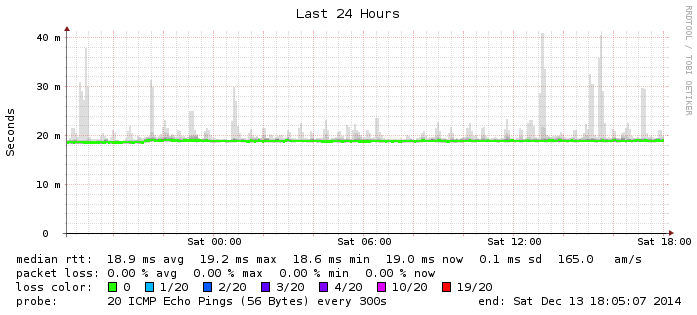 Last 24 Hours
RRDTOOL / TOBI OETIKER
Seconds
40 m
30 m
20 m
10 m
0
Sat 00:00 Sat 06:00 Sat 12:00 Sat 18:00
median rtt: 18.9 ms avg 19.2 ms max 18.6 ms min 19.0 ms now 0.1 ms sd 165.0 am/s
packet loss: 0.00 % avg 0.00 % max 0.00 % min 0.00 % now
loss color: 0 1/20 2/20 3/20 4/20 10/20 19/20
probe: 20 ICMP Echo Pings (56 Bytes) every 300s end: Sat Dec 13 18:05:07 2014